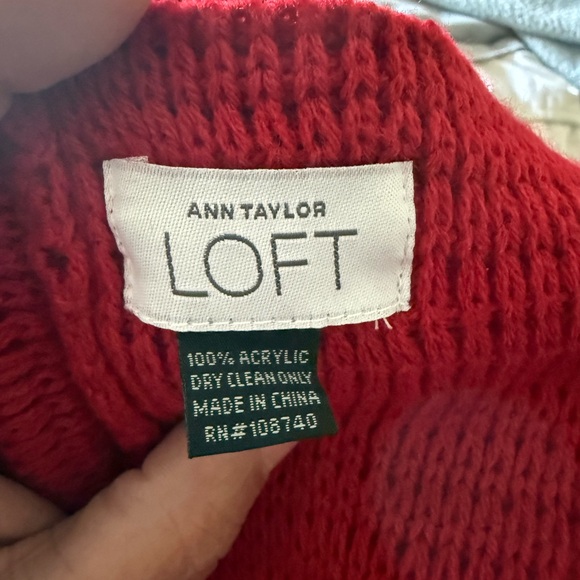 ANN TAYLOR
LOFT
100% ACRYLIC
DRY CLEAN ONLY
MADE IN CHINA
RN#108740